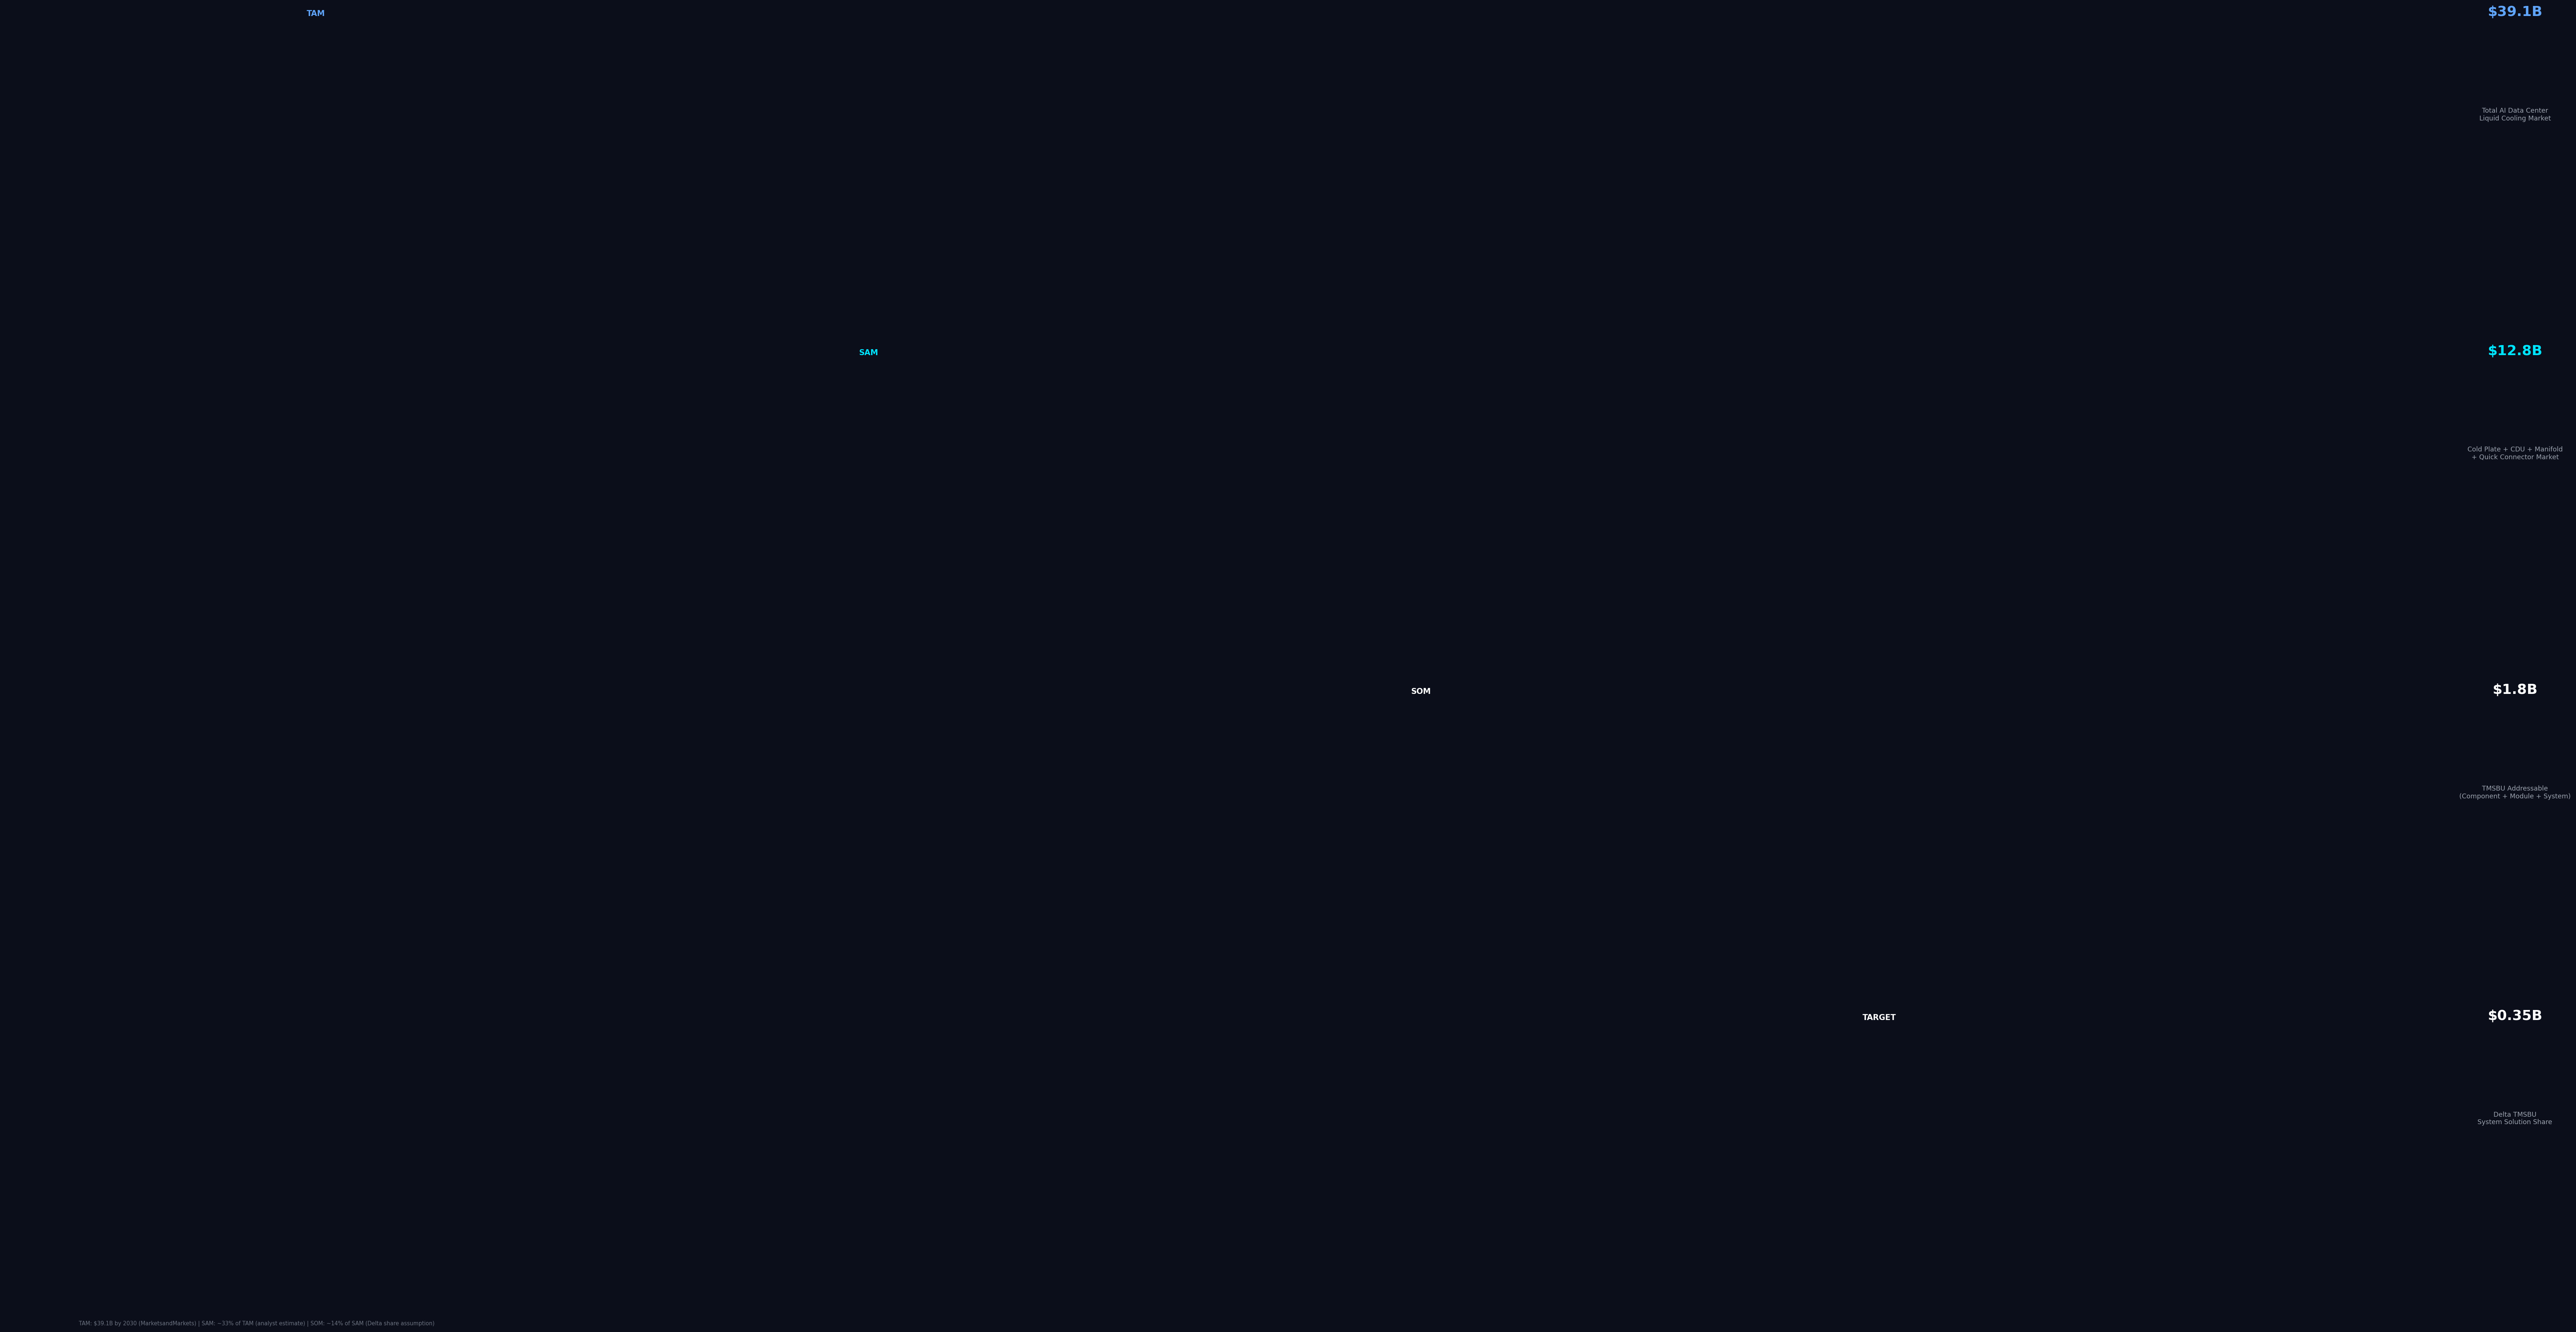 TAM
$39.1B
Total AI Data Center
Liquid Cooling Market
SAM
$12.8B
Cold Plate + CDU + Manifold
+ Quick Connector Market
SOM
$1.8B
TMSBU Addressable
(Component + Module + System)
TARGET
$0.35B
Delta TMSBU
System Solution Share
TAM: $39.1B by 2030 (MarketsandMarkets) | SAM: ~33% of TAM (analyst estimate) | SOM: ~14% of SAM (Delta share assumption)